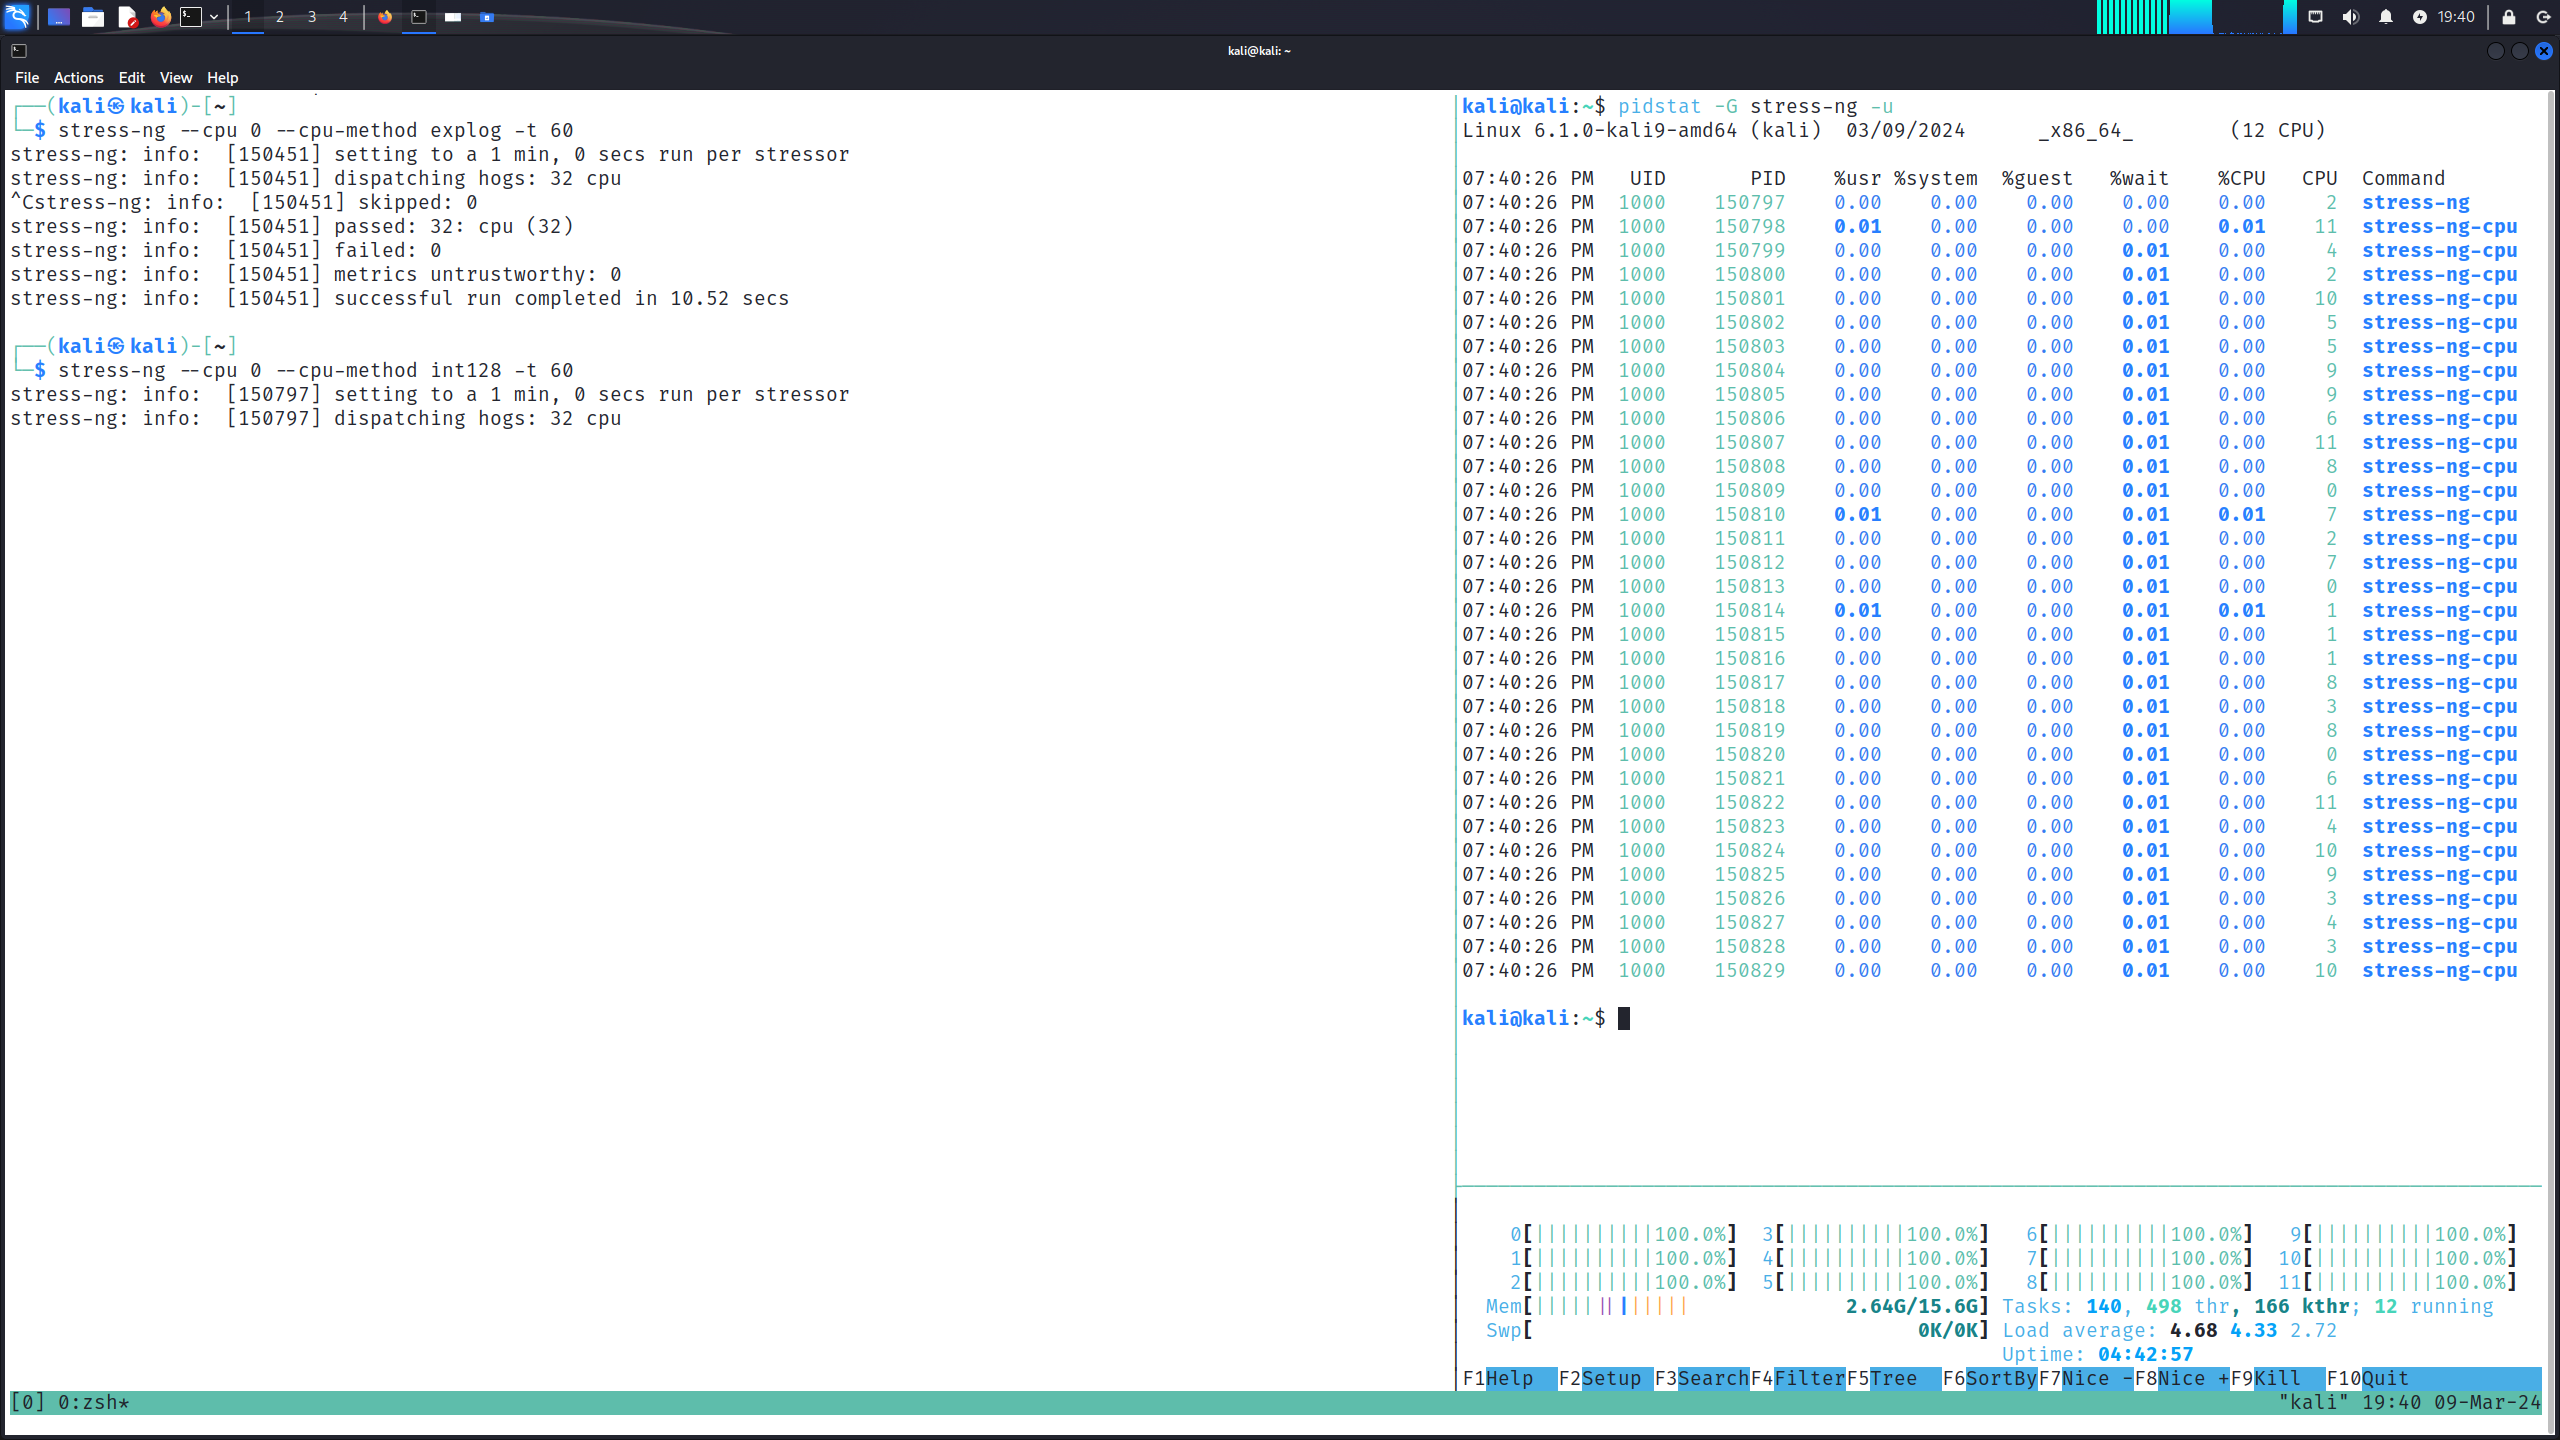 1 2 3 4
19:40
kali@kali: ~
File Actions Edit View Help
┌──(kali㉿kali)-[~]
└─$ stress-ng --cpu 0 --cpu-method explog -t 60
stress-ng: info:  [150451] setting to a 1 min, 0 secs run per stressor
stress-ng: info:  [150451] dispatching hogs: 32 cpu
^Cstress-ng: info:  [150451] skipped: 0
stress-ng: info:  [150451] passed: 32: cpu (32)
stress-ng: info:  [150451] failed: 0
stress-ng: info:  [150451] metrics untrustworthy: 0
stress-ng: info:  [150451] successful run completed in 10.52 secs
┌──(kali㉿kali)-[~]
└─$ stress-ng --cpu 0 --cpu-method int128 -t 60
stress-ng: info:  [150797] setting to a 1 min, 0 secs run per stressor
stress-ng: info:  [150797] dispatching hogs: 32 cpu
kali@kali:~$ pidstat -G stress-ng -u
Linux 6.1.0-kali9-amd64 (kali)  03/09/2024      _x86_64_        (12 CPU)
07:40:26 PM   UID       PID    %usr %system  %guest   %wait    %CPU   CPU  Command
07:40:26 PM  1000    150797    0.00    0.00    0.00    0.00    0.00     2  stress-ng
07:40:26 PM  1000    150798    0.01    0.00    0.00    0.00    0.01    11  stress-ng-cpu
07:40:26 PM  1000    150799    0.00    0.00    0.00    0.01    0.00     4  stress-ng-cpu
07:40:26 PM  1000    150800    0.00    0.00    0.00    0.01    0.00     2  stress-ng-cpu
07:40:26 PM  1000    150801    0.00    0.00    0.00    0.01    0.00    10  stress-ng-cpu
07:40:26 PM  1000    150802    0.00    0.00    0.00    0.01    0.00     5  stress-ng-cpu
07:40:26 PM  1000    150803    0.00    0.00    0.00    0.01    0.00     5  stress-ng-cpu
07:40:26 PM  1000    150804    0.00    0.00    0.00    0.01    0.00     9  stress-ng-cpu
07:40:26 PM  1000    150805    0.00    0.00    0.00    0.01    0.00     9  stress-ng-cpu
07:40:26 PM  1000    150806    0.00    0.00    0.00    0.01    0.00     6  stress-ng-cpu
07:40:26 PM  1000    150807    0.00    0.00    0.00    0.01    0.00    11  stress-ng-cpu
07:40:26 PM  1000    150808    0.00    0.00    0.00    0.01    0.00     8  stress-ng-cpu
07:40:26 PM  1000    150809    0.00    0.00    0.00    0.01    0.00     0  stress-ng-cpu
07:40:26 PM  1000    150810    0.01    0.00    0.00    0.01    0.01     7  stress-ng-cpu
07:40:26 PM  1000    150811    0.00    0.00    0.00    0.01    0.00     2  stress-ng-cpu
07:40:26 PM  1000    150812    0.00    0.00    0.00    0.01    0.00     7  stress-ng-cpu
07:40:26 PM  1000    150813    0.00    0.00    0.00    0.01    0.00     0  stress-ng-cpu
07:40:26 PM  1000    150814    0.01    0.00    0.00    0.01    0.01     1  stress-ng-cpu
07:40:26 PM  1000    150815    0.00    0.00    0.00    0.01    0.00     1  stress-ng-cpu
07:40:26 PM  1000    150816    0.00    0.00    0.00    0.01    0.00     1  stress-ng-cpu
07:40:26 PM  1000    150817    0.00    0.00    0.00    0.01    0.00     8  stress-ng-cpu
07:40:26 PM  1000    150818    0.00    0.00    0.00    0.01    0.00     3  stress-ng-cpu
07:40:26 PM  1000    150819    0.00    0.00    0.00    0.01    0.00     8  stress-ng-cpu
07:40:26 PM  1000    150820    0.00    0.00    0.00    0.01    0.00     0  stress-ng-cpu
07:40:26 PM  1000    150821    0.00    0.00    0.00    0.01    0.00     6  stress-ng-cpu
07:40:26 PM  1000    150822    0.00    0.00    0.00    0.01    0.00    11  stress-ng-cpu
07:40:26 PM  1000    150823    0.00    0.00    0.00    0.01    0.00     4  stress-ng-cpu
07:40:26 PM  1000    150824    0.00    0.00    0.00    0.01    0.00    10  stress-ng-cpu
07:40:26 PM  1000    150825    0.00    0.00    0.00    0.01    0.00     9  stress-ng-cpu
07:40:26 PM  1000    150826    0.00    0.00    0.00    0.01    0.00     3  stress-ng-cpu
07:40:26 PM  1000    150827    0.00    0.00    0.00    0.01    0.00     4  stress-ng-cpu
07:40:26 PM  1000    150828    0.00    0.00    0.00    0.01    0.00     3  stress-ng-cpu
07:40:26 PM  1000    150829    0.00    0.00    0.00    0.01    0.00    10  stress-ng-cpu
kali@kali:~$
0[||||||||||100.0%]  3[||||||||||100.0%]   6[||||||||||100.0%]   9[||||||||||100.0%]
1[||||||||||100.0%]  4[||||||||||100.0%]   7[||||||||||100.0%]  10[||||||||||100.0%]
2[||||||||||100.0%]  5[||||||||||100.0%]   8[||||||||||100.0%]  11[||||||||||100.0%]
Mem[|||||||||||||             2.64G/15.6G] Tasks: 140, 498 thr, 166 kthr; 12 running
Swp[                                0K/0K] Load average: 4.68 4.33 2.72
Uptime: 04:42:57
F1Help  F2Setup F3SearchF4FilterF5Tree  F6SortByF7Nice -F8Nice +F9Kill  F10Quit
[0] 0:zsh*                "kali" 19:40 09-Mar-24